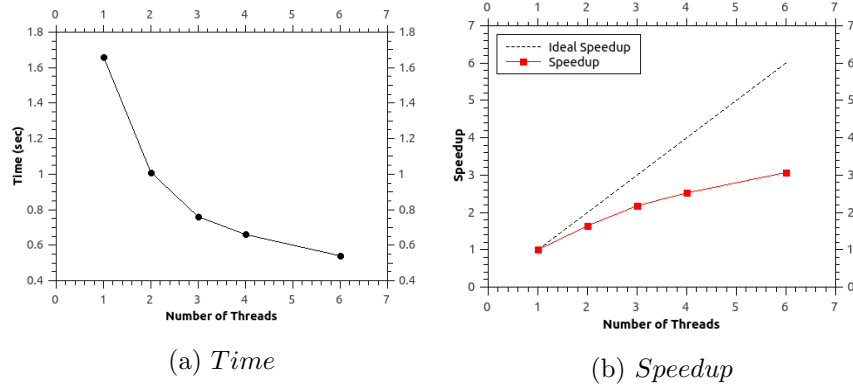 0 1 2 3 4 5 6 7
1.8 1.8
1.6 1.6
1.4 1.4
1.2 1.2
1 1
0.8 0.8
0.6 0.6
0.4 0.4
0 1 2 3 4 5 6 7
Time (sec)
Number of Threads
(a) Time
0 1 2 3 4 5 6 7
Ideal Speedup
Speedup
7 7
6 6
5 5
4 4
3 3
2 2
1 1
0 0
0 1 2 3 4 5 6 7
Speedup
Number of Threads
(b) Speedup